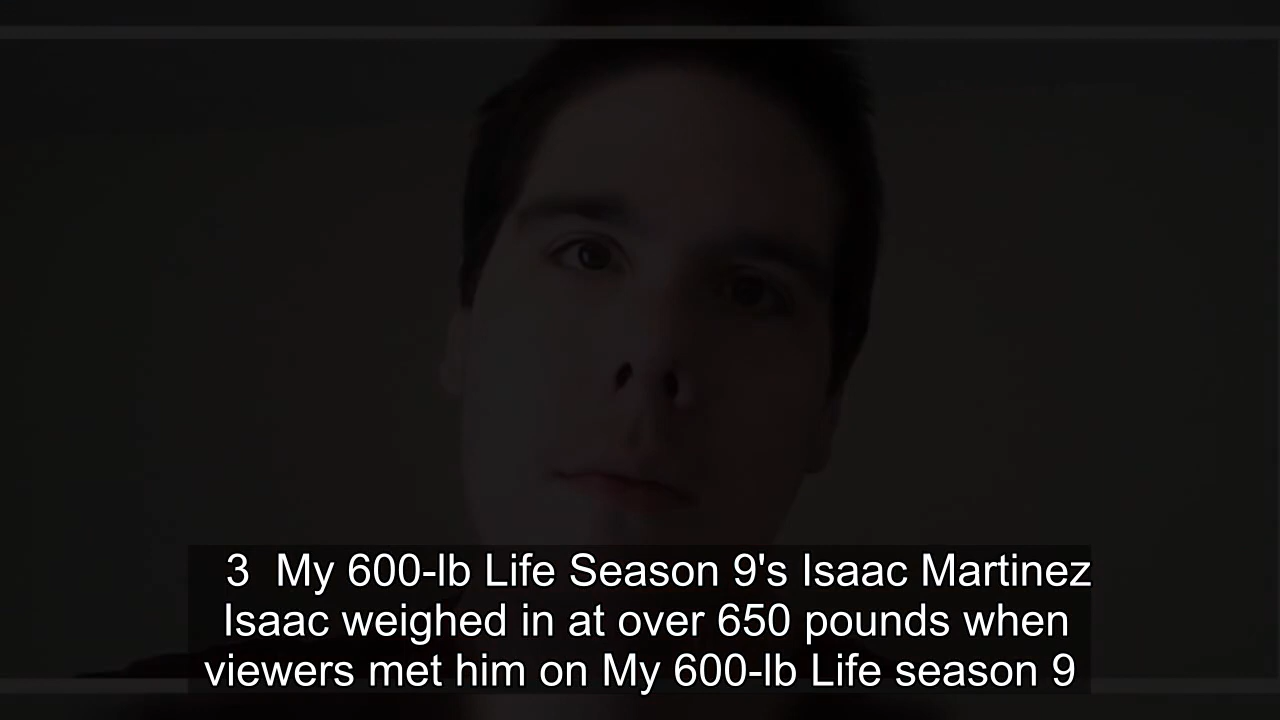 3  My 600-lb Life Season 9's Isaac Martinez
Isaac weighed in at over 650 pounds when
viewers met him on My 600-lb Life season 9